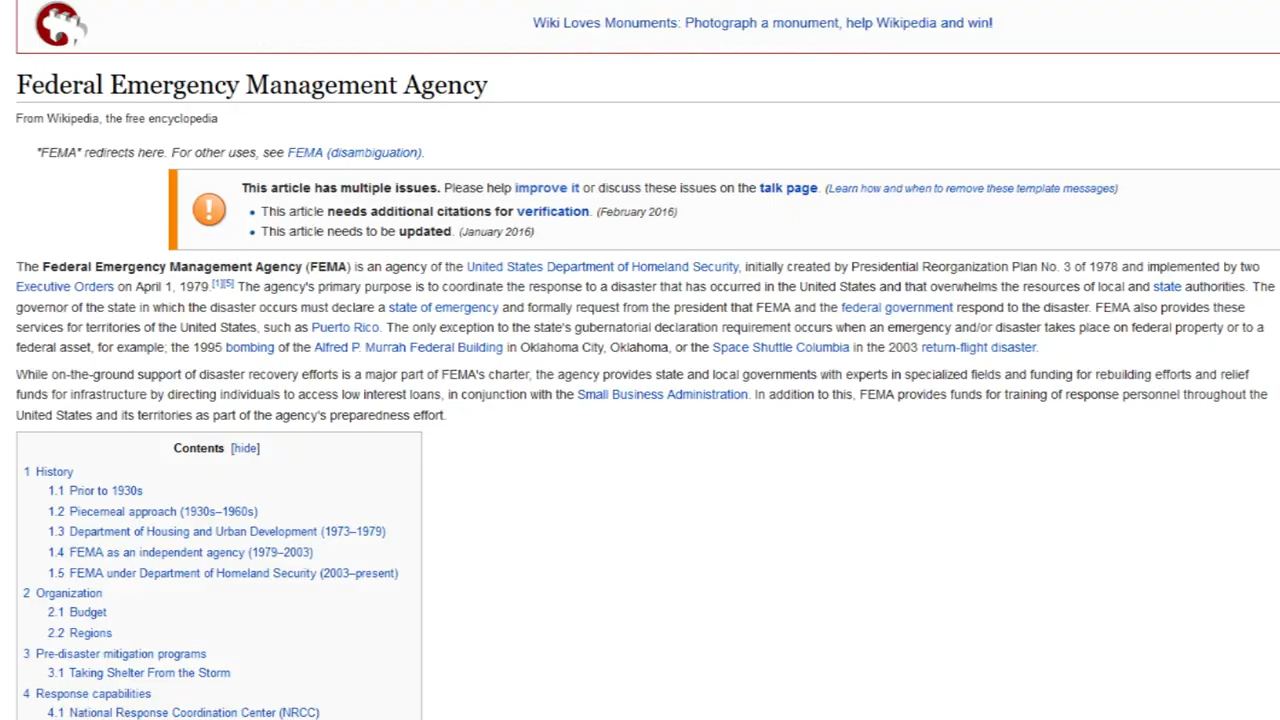 Wiki Loves Monuments: Photograph a monument, help Wikipedia and win!
Federal Emergency Management Agency
From Wikipedia, the free encyclopedia
"FEMA" redirects here. For other uses, see FEMA (disambiguation).
This article has multiple issues. Please help improve it or discuss these issues on the talk page. (Learn how and when to remove these template messages)
• This article needs additional citations for verification. (February 2016)
• This article needs to be updated. (January 2016)
The Federal Emergency Management Agency (FEMA) is an agency of the United States Department of Homeland Security, initially created by Presidential Reorganization Plan No. 3 of 1978 and implemented by two
Executive Orders on April 1, 1979.[1][5] The agency's primary purpose is to coordinate the response to a disaster that has occurred in the United States and that overwhelms the resources of local and state authorities. The
governor of the state in which the disaster occurs must declare a state of emergency and formally request from the president that FEMA and the federal government respond to the disaster. FEMA also provides these
services for territories of the United States, such as Puerto Rico. The only exception to the state's gubernatorial declaration requirement occurs when an emergency and/or disaster takes place on federal property or to a
federal asset, for example; the 1995 bombing of the Alfred P. Murrah Federal Building in Oklahoma City, Oklahoma, or the Space Shuttle Columbia in the 2003 return-flight disaster.
While on-the-ground support of disaster recovery efforts is a major part of FEMA's charter, the agency provides state and local governments with experts in specialized fields and funding for rebuilding efforts and relief
funds for infrastructure by directing individuals to access low interest loans, in conjunction with the Small Business Administration. In addition to this, FEMA provides funds for training of response personnel throughout the
United States and its territories as part of the agency's preparedness effort.
Contents [hide]
1 History
1.1 Prior to 1930s
1.2 Piecemeal approach (1930s–1960s)
1.3 Department of Housing and Urban Development (1973–1979)
1.4 FEMA as an independent agency (1979–2003)
1.5 FEMA under Department of Homeland Security (2003–present)
2 Organization
2.1 Budget
2.2 Regions
3 Pre-disaster mitigation programs
3.1 Taking Shelter From the Storm
4 Response capabilities
4.1 National Response Coordination Center (NRCC)